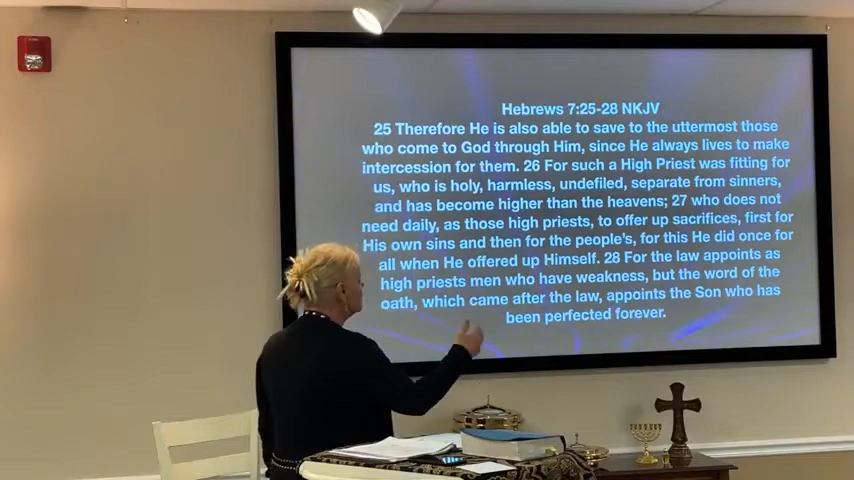 Hebrews 7:25-28 NKJV
25 Therefore He is also able to save to the uttermost those
who come to God through Him, since He always lives to make
intercession for them. 26 For such a High Priest was fitting for
us, who is holy, harmless, undefiled, separate from sinners,
and has become higher than the heavens; 27 who does not
need daily, as those high priests, to offer up sacrifices, first for
His own sins and then for the people's, for this He did once for
all when He offered up Himself. 28 For the law appoints as
high priests men who have weakness, but the word of the
oath, which came after the law, appoints the Son who has
been perfected forever.